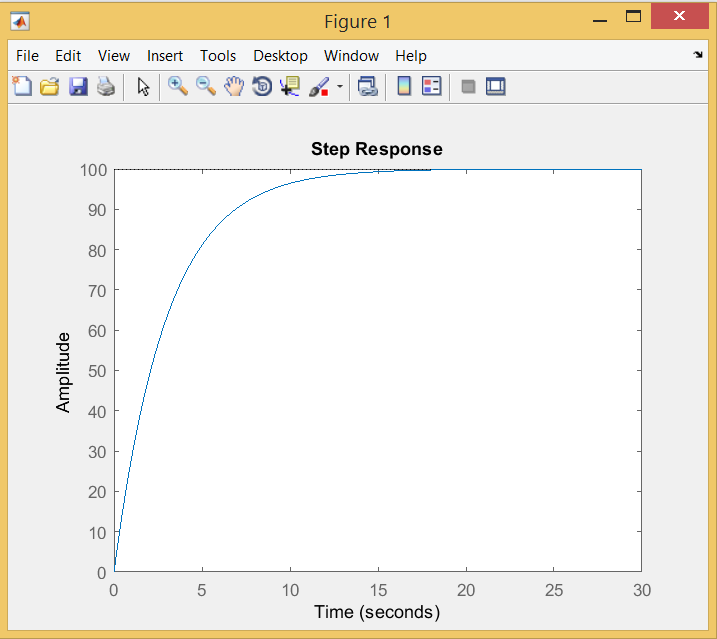 Figure 1
File Edit View Insert Tools Desktop Window Help
Step Response
100
90
80
70
60
50
40
30
20
10
0
Amplitude
0 5 10 15 20 25 30
Time (seconds)